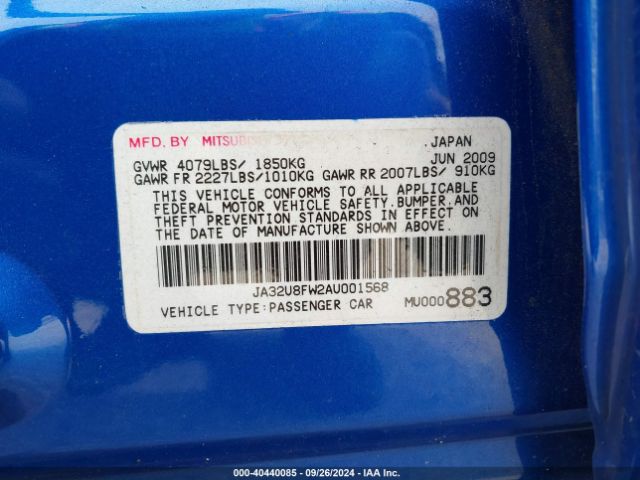 MFD. BY MITSUBI JAPAN
GVWR 4079LBS/ 1850KG JUN 2009
GAWR FR 2227LBS/1010KG GAWR RR 2007LBS/ 910KG
THIS VEHICLE CONFORMS TO ALL APPLICABLE
FEDERAL MOTOR VEHICLE SAFETY,BUMPER,AND
THEFT PREVENTION STANDARDS IN EFFECT ON
THE DATE OF MANUFACTURE SHOWN ABOVE.
JA32U8FW2AU001568
VEHICLE TYPE:PASSENGER CAR MU000883
000-40440085 - 09/26/2024 - IAA Inc.